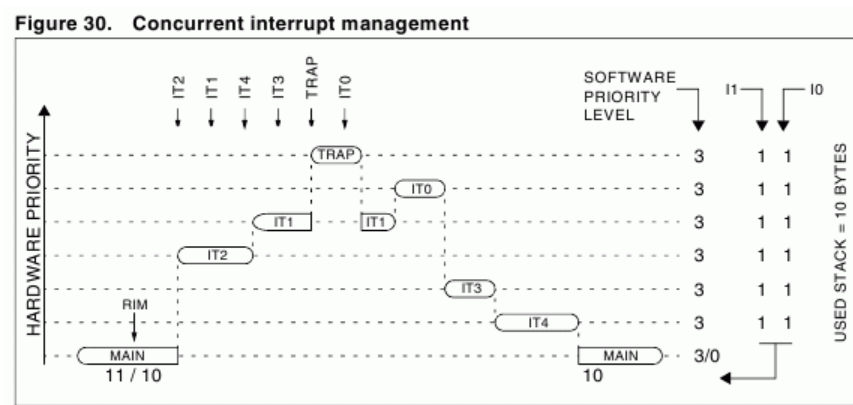 Figure 30. Concurrent interrupt management
IT2
IT1
IT4
IT3
TRAP
IT0
SOFTWARE
PRIORITY
LEVEL
I1
I0
HARDWARE PRIORITY
TRAP
3
1 1
IT0
3
1 1
IT1
IT1
3
1 1
IT2
3
1 1
RIM
IT3
3
1 1
IT4
3
1 1
MAIN
MAIN
3/0
11 / 10
10
USED STACK = 10 BYTES